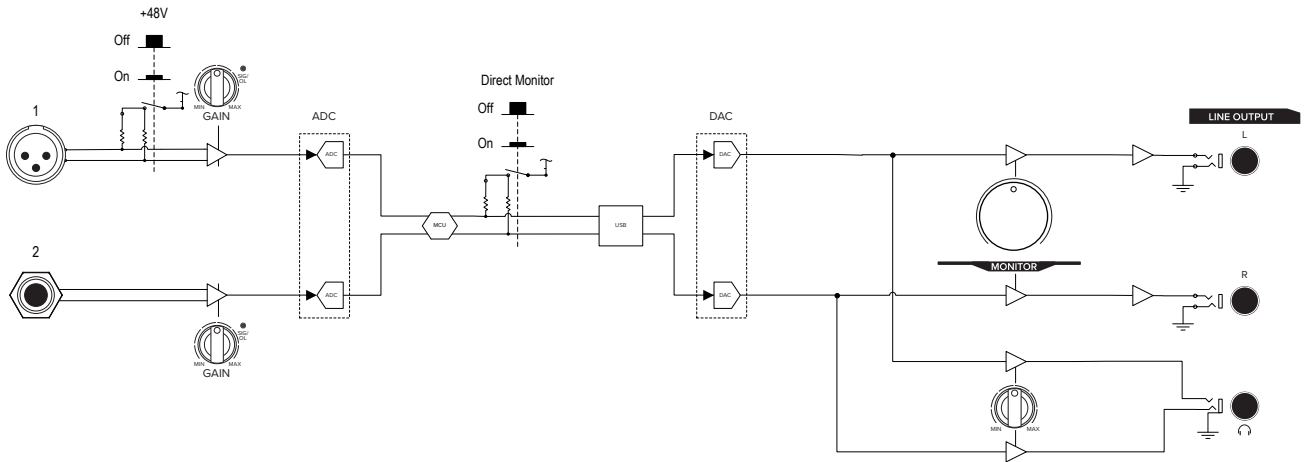 +48V
Off
On
SIG/
OL
MIN MAX
GAIN
1
ADC
ADC
Direct Monitor
Off
On
DAC
DAC
LINE OUTPUT
L
MCU
USB
MONITOR
2
ADC
DAC
R
SIG/
OL
MIN MAX
GAIN
MIN MAX